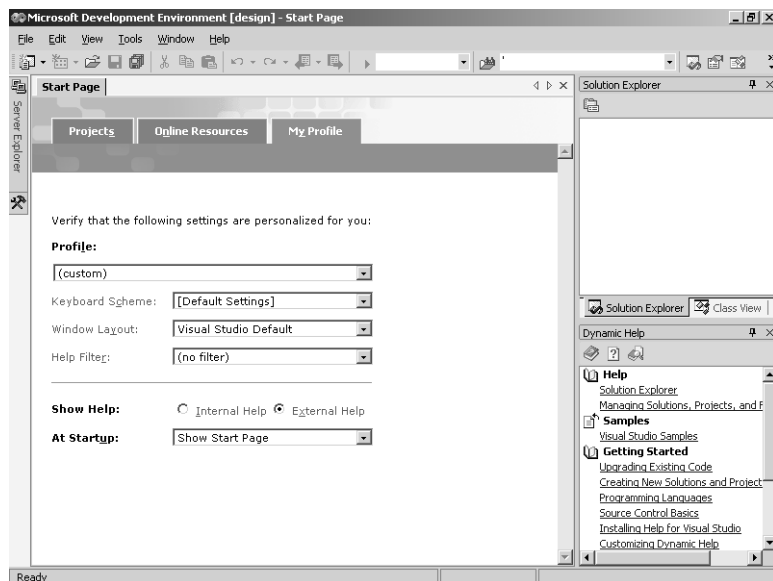 Microsoft Development Environment [design] - Start Page
File Edit View Tools Window Help
Server Explorer
Start Page
Projects Online Resources My Profile
Verify that the following settings are personalized for you:
Profile:
(custom)
Keyboard Scheme: [Default Settings]
Window Layout: Visual Studio Default
Help Filter: (no filter)
Show Help: Internal Help External Help
At Startup: Show Start Page
Solution Explorer
Solution Explorer Class View
Dynamic Help
Help
Solution Explorer
Managing Solutions, Projects, and F
Samples
Visual Studio Samples
Getting Started
Upgrading Existing Code
Creating New Solutions and Project
Programming Languages
Source Control Basics
Installing Help for Visual Studio
Customizing Dynamic Help
Ready